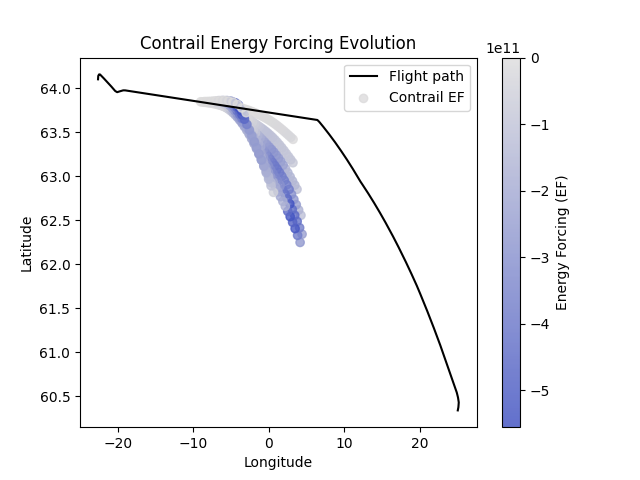 Contrail Energy Forcing Evolution
1e11
Flight path
Contrail EF
64.0
63.5
63.0
62.5
62.0
61.5
61.0
60.5
Latitude
−20
−10
0
10
20
Longitude
0
−1
−2
−3
−4
−5
Energy Forcing (EF)